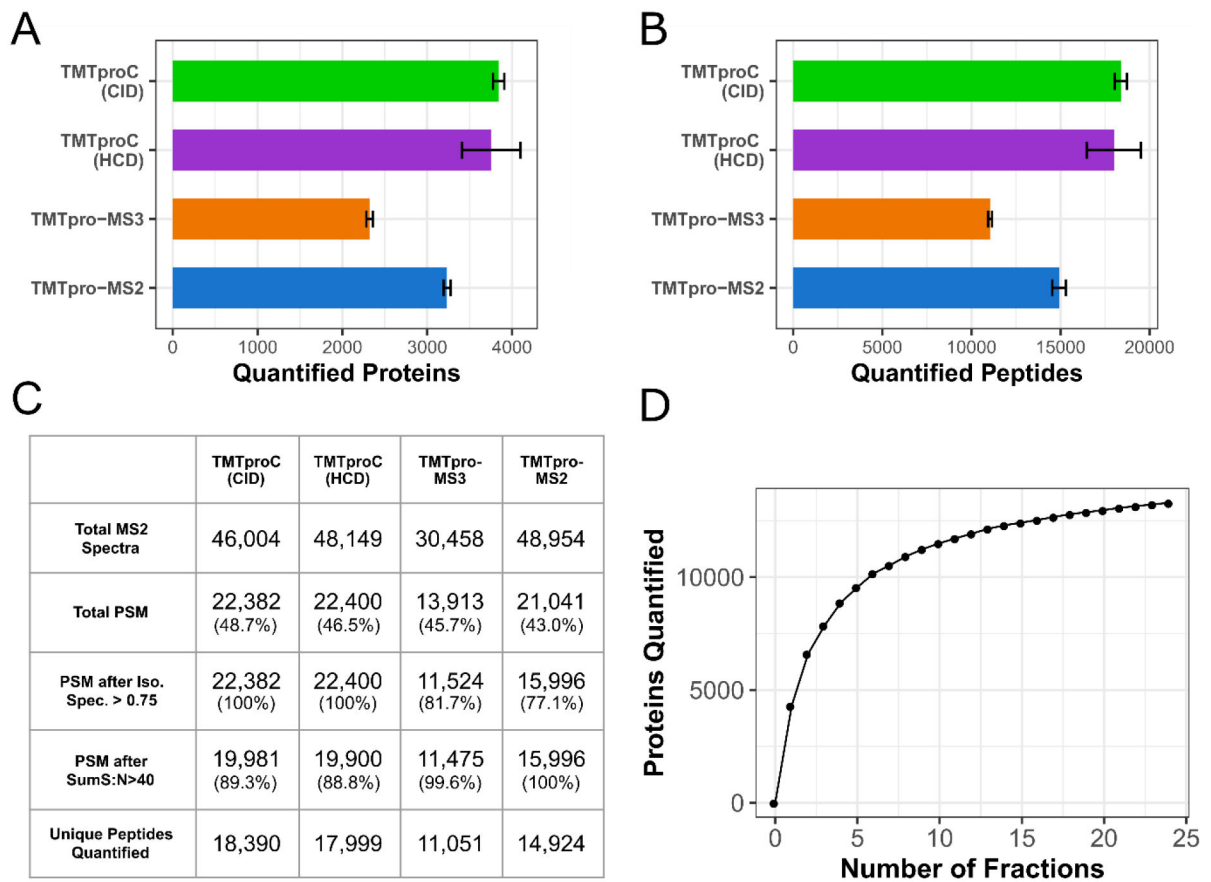 A
TMTproC
(CID)
TMTproC
(HCD)
TMTpro−MS3
TMTpro−MS2
0 1000 2000 3000 4000
Quantified Proteins
B
TMTproC
(CID)
TMTproC
(HCD)
TMTpro−MS3
TMTpro−MS2
0 5000 10000 15000 20000
Quantified Peptides
C
TMTproC
(CID)
TMTproC
(HCD)
TMTpro-
MS3
TMTpro-
MS2
Total MS2
Spectra
46,004 48,149 30,458 48,954
Total PSM
22,382 22,400 13,913 21,041
(48.7%) (46.5%) (45.7%) (43.0%)
PSM after Iso.
Spec. > 0.75
22,382 22,400 11,524 15,996
(100%) (100%) (81.7%) (77.1%)
PSM after
SumS:N>40
19,981 19,900 11,475 15,996
(89.3%) (88.8%) (99.6%) (100%)
Unique Peptides
Quantified
18,390 17,999 11,051 14,924
D
Proteins Quantified
10000
5000
0
0 5 10 15 20 25
Number of Fractions